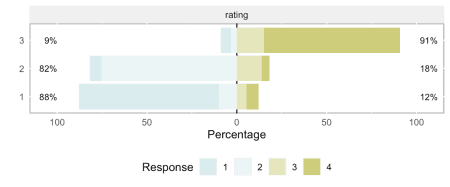 rating
3 9% 91%
2 82% 18%
1 88% 12%
100 50 0 50 100
Percentage
Response 1 2 3 4